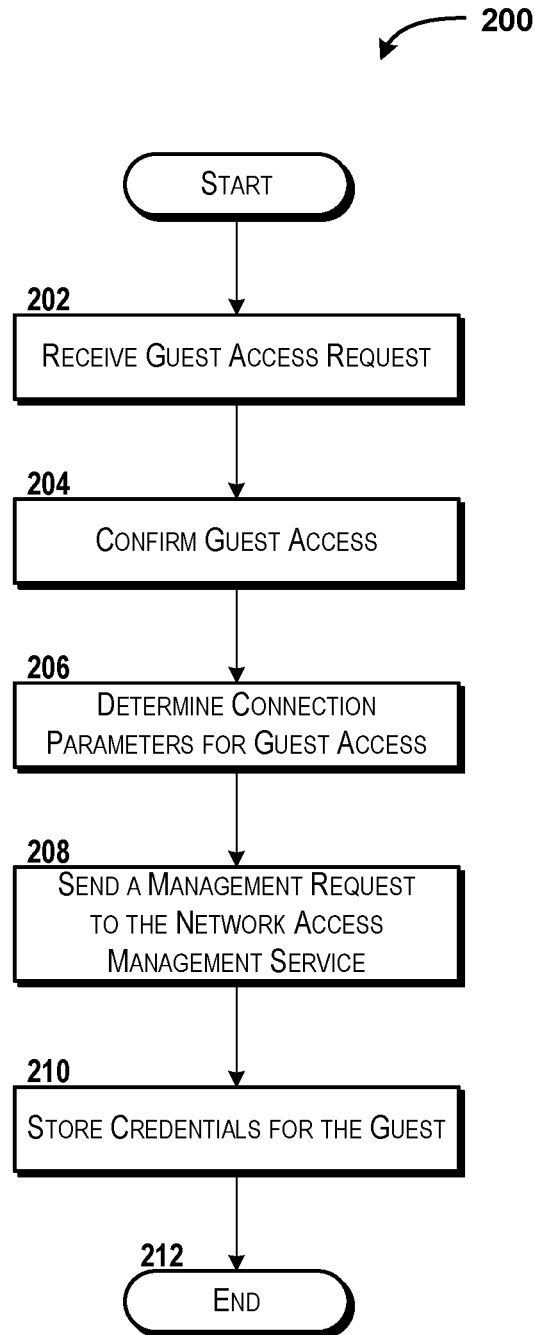 200
START
202
RECEIVE GUEST ACCESS REQUEST
204
CONFIRM GUEST ACCESS
206
DETERMINE CONNECTION
PARAMETERS FOR GUEST ACCESS
208
SEND A MANAGEMENT REQUEST
TO THE NETWORK ACCESS
MANAGEMENT SERVICE
210
STORE CREDENTIALS FOR THE GUEST
212
END